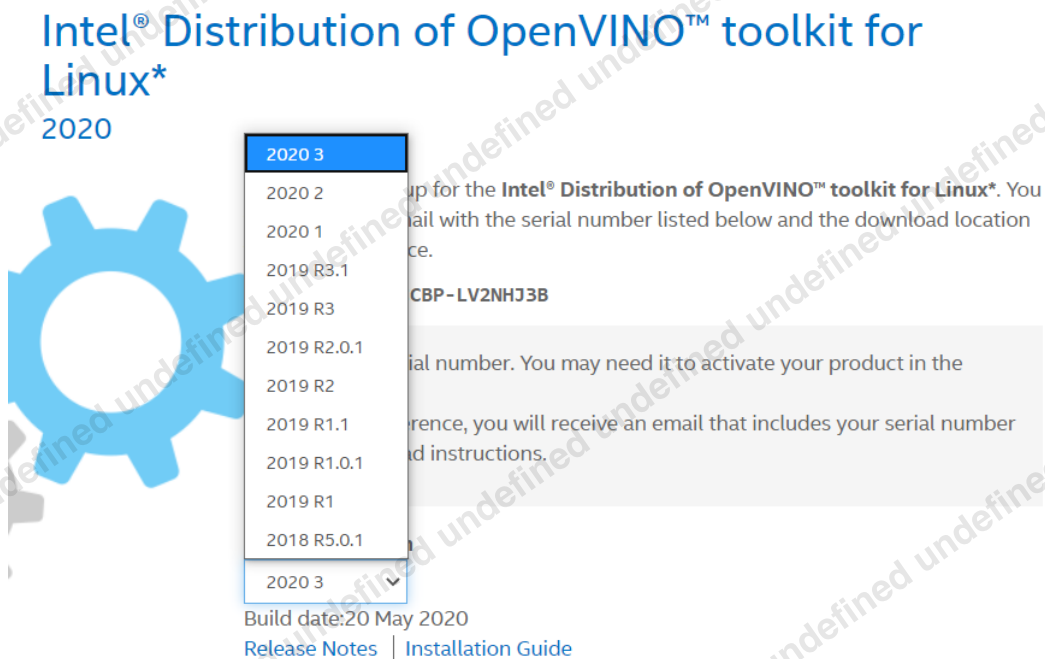 Intel® Distribution of OpenVINO™ toolkit for
Linux*
2020
2020 3
2020 2
2020 1
2019 R3.1
2019 R3
2019 R2.0.1
2019 R2
2019 R1.1
2019 R1.0.1
2019 R1
2018 R5.0.1
up for the Intel® Distribution of OpenVINO™ toolkit for Linux*. You
with the serial number listed below and the download location
CBP-LV2NHJ3B
number. You may need it to activate your product in the
you will receive an email that includes your serial number
instructions.
2020 3
Build date:20 May 2020
Release Notes | Installation Guide
undefined undefined